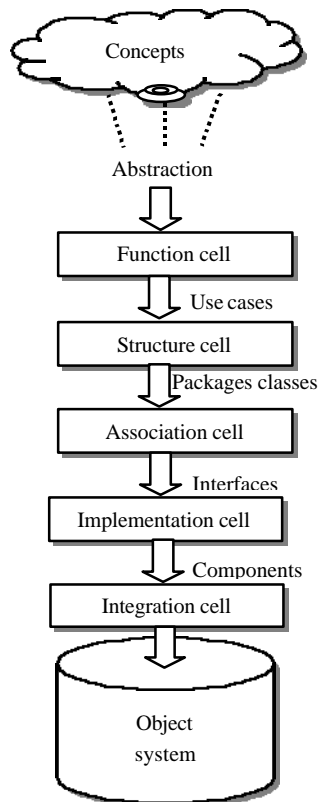 Concepts
Abstraction
Function cell
Use cases
Structure cell
Packages classes
Association cell
Interfaces
Implementation cell
Components
Integration cell
Object
system